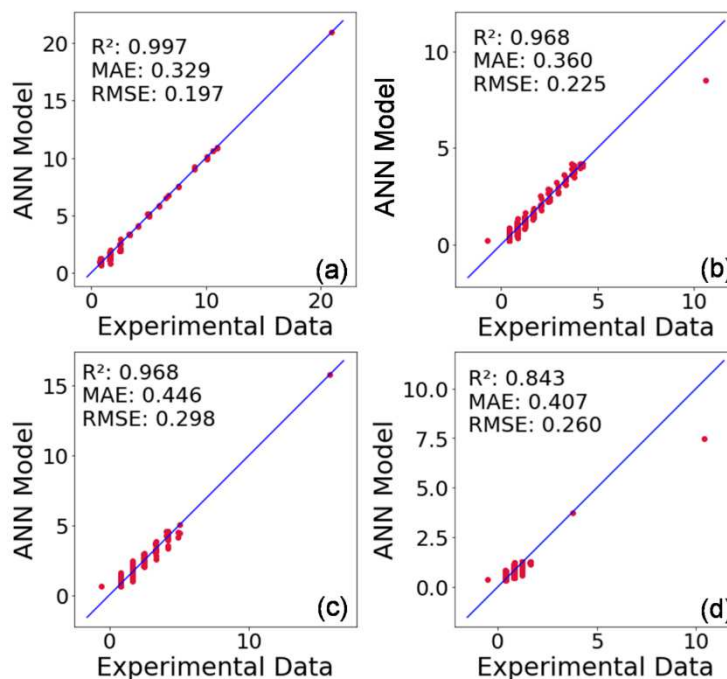 R²: 0.997
MAE: 0.329
RMSE: 0.197
20
15
10
5
0
ANN Model
0 10 20
Experimental Data
(a)
R²: 0.968
MAE: 0.360
RMSE: 0.225
10
5
0
ANN Model
0 5 10
Experimental Data
(b)
R²: 0.968
MAE: 0.446
RMSE: 0.298
15
10
5
0
ANN Model
0 10
Experimental Data
(c)
R²: 0.843
MAE: 0.407
RMSE: 0.260
10.0
7.5
5.0
2.5
0.0
ANN Model
0 5 10
Experimental Data
(d)